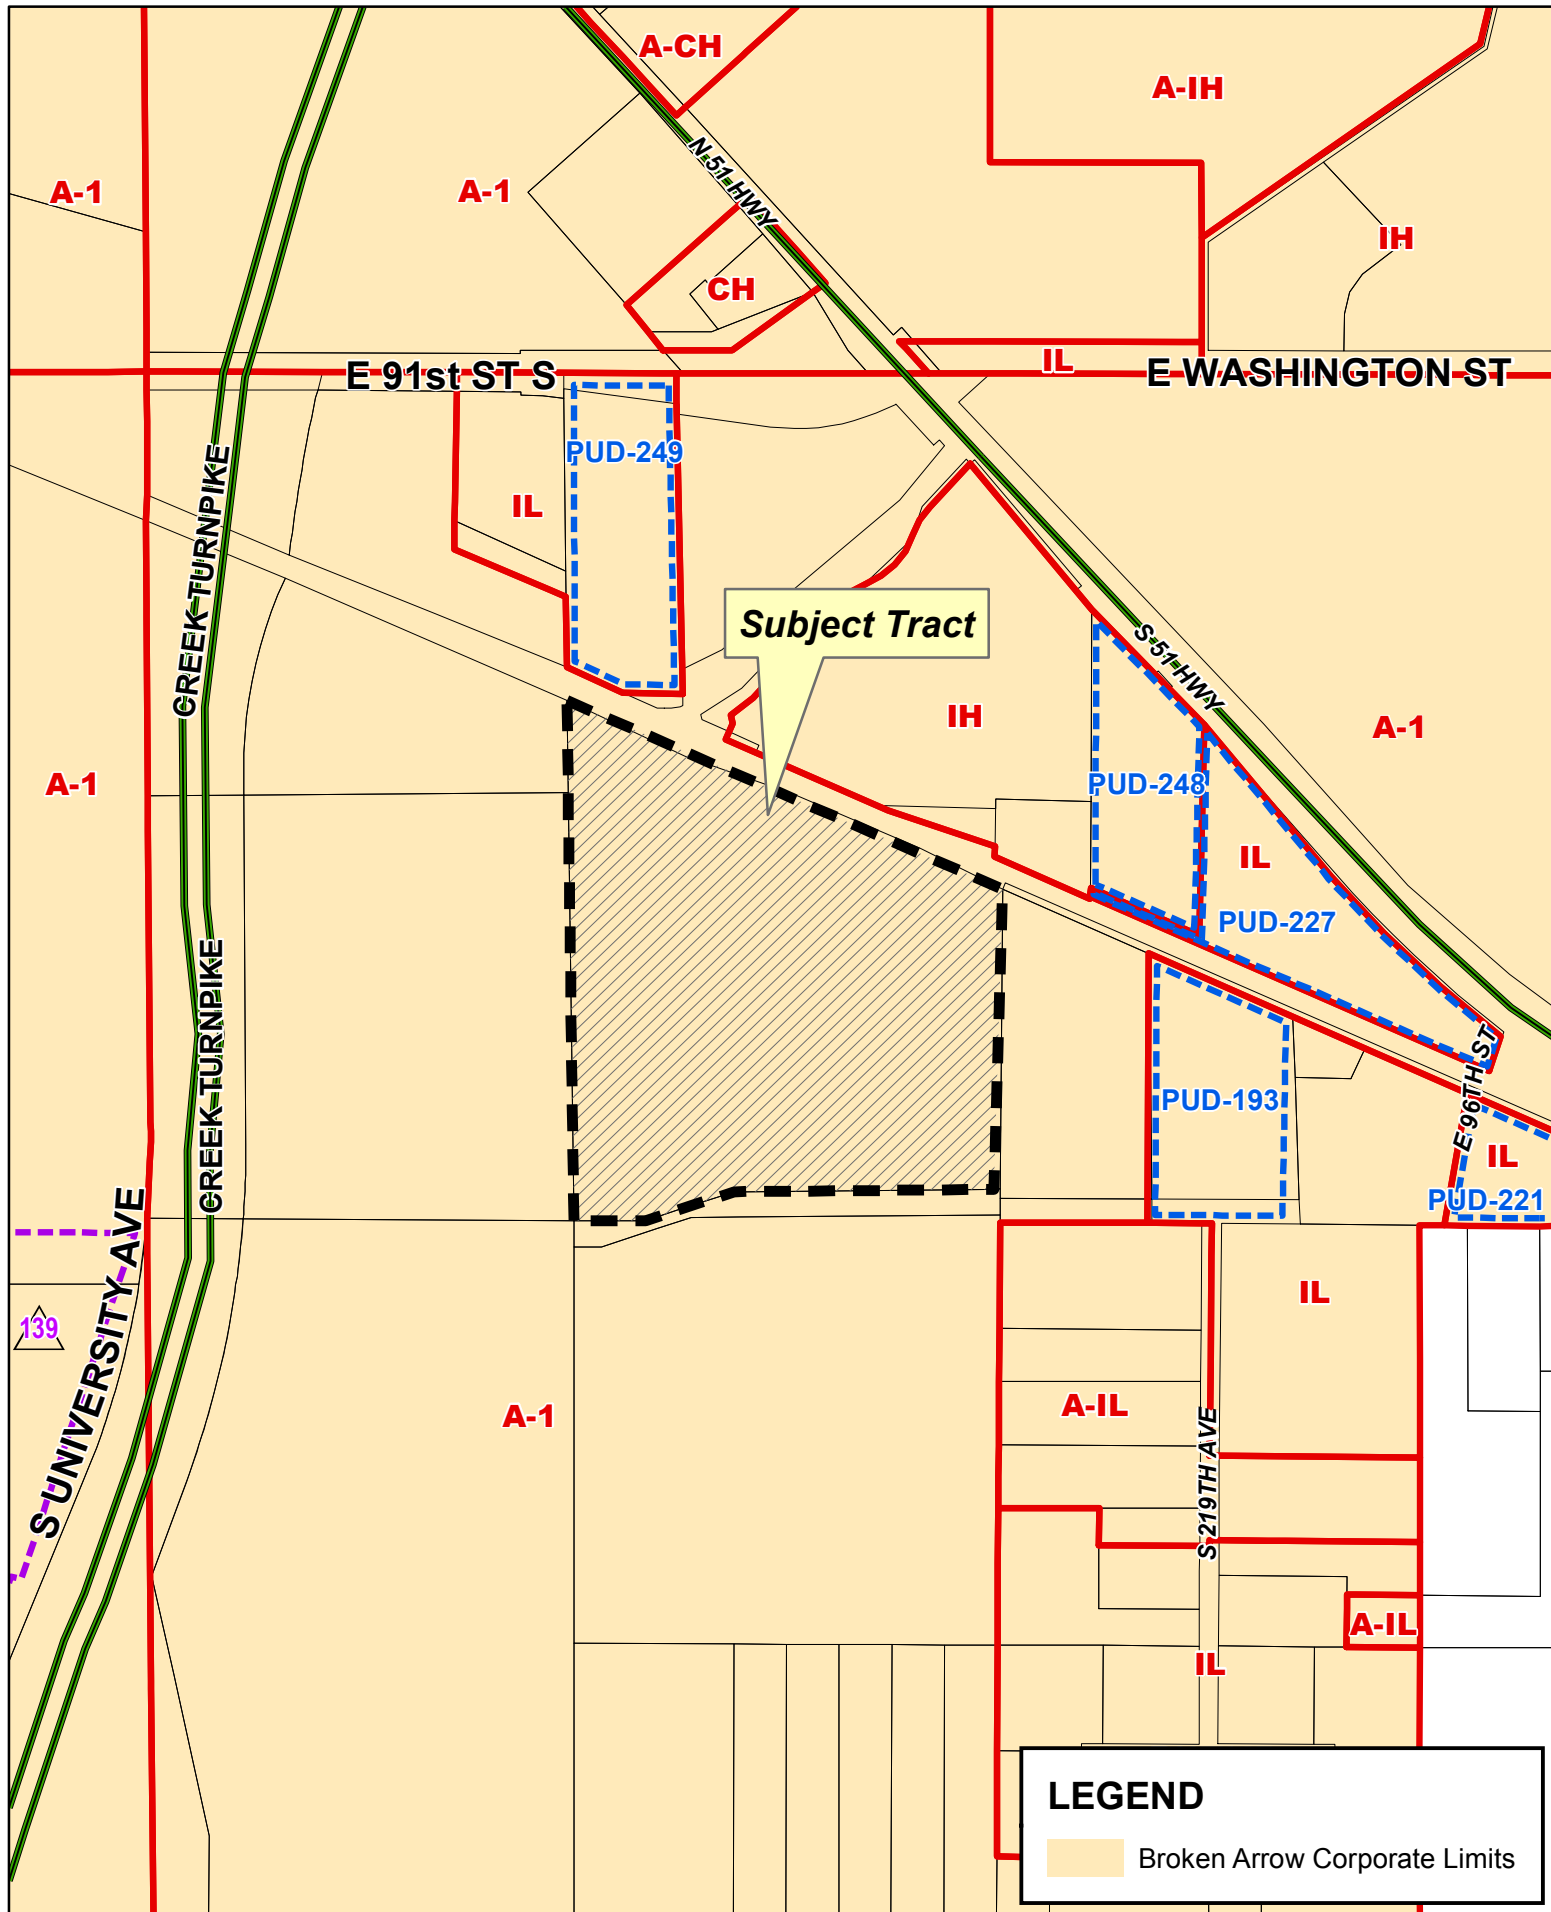 A-CH
A-IH
N 51 HWY
A-1
A-1
IH
CH
E 91st ST S
IL
E WASHINGTON ST
PUD-249
IL
CREEK TURNPIKE
Subject Tract
S 51 HWY
IH
A-1
A-1
PUD-248
IL
PUD-227
CREEK TURNPIKE
E 96TH ST
PUD-193
IL
PUD-221
S UNIVERSITY AVE
139
IL
A-1
A-IL
S 219TH AVE
A-IL
IL
LEGEND
Broken Arrow Corporate Limits